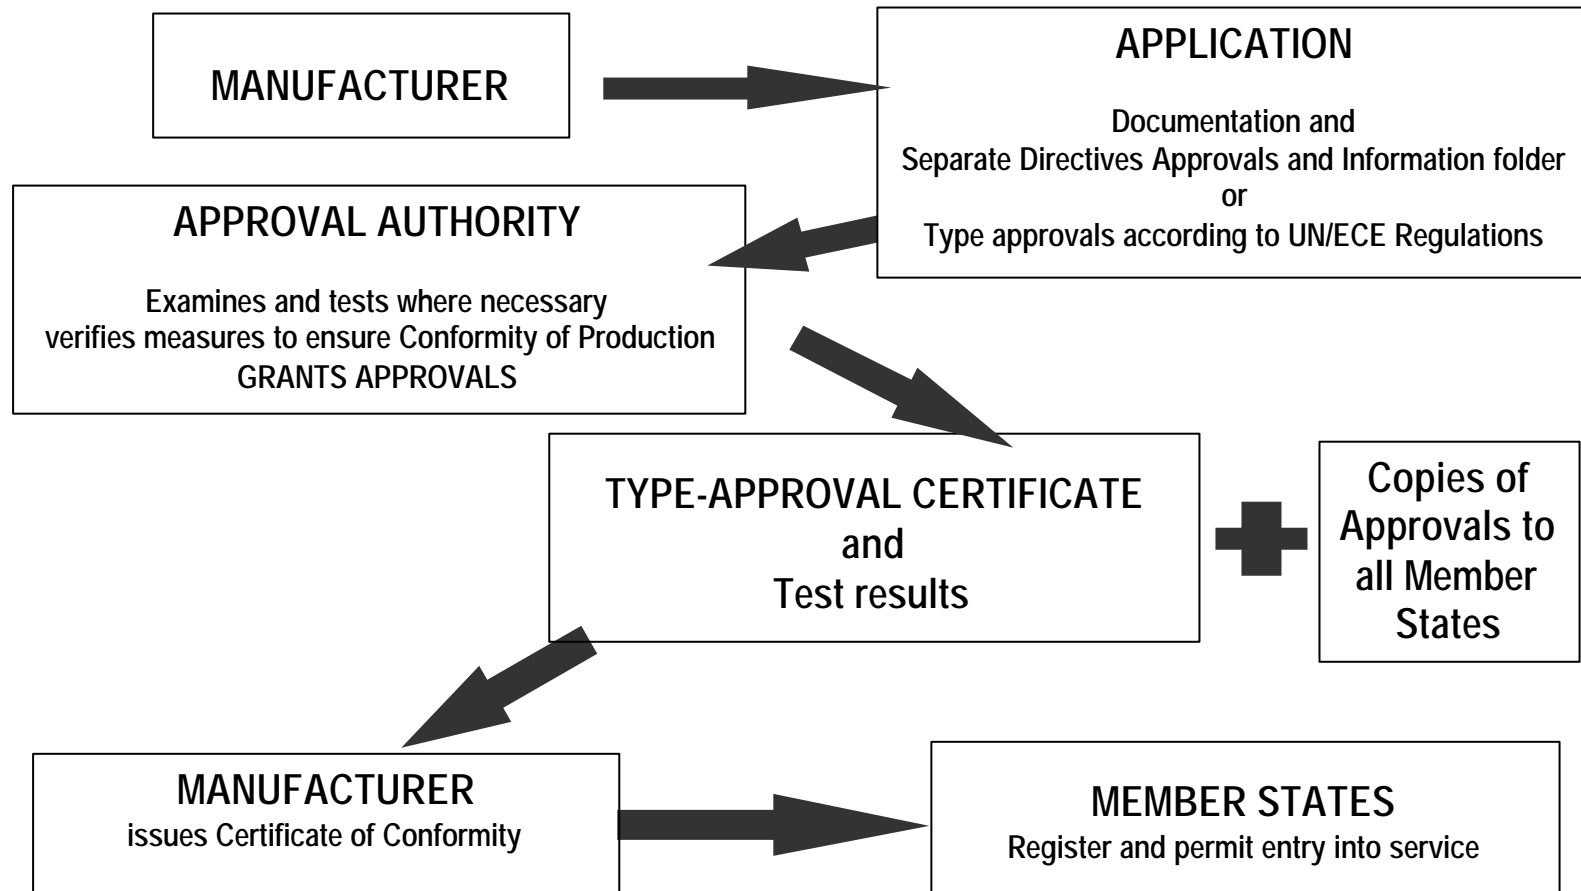 MANUFACTURER
APPLICATION
Documentation and
Separate Directives Approvals and Information folder
or
Type approvals according to UN/ECE Regulations
APPROVAL AUTHORITY
Examines and tests where necessary
verifies measures to ensure Conformity of Production
GRANTS APPROVALS
TYPE-APPROVAL CERTIFICATE
and
Test results
Copies of
Approvals to
all Member
States
MANUFACTURER
issues Certificate of Conformity
MEMBER STATES
Register and permit entry into service